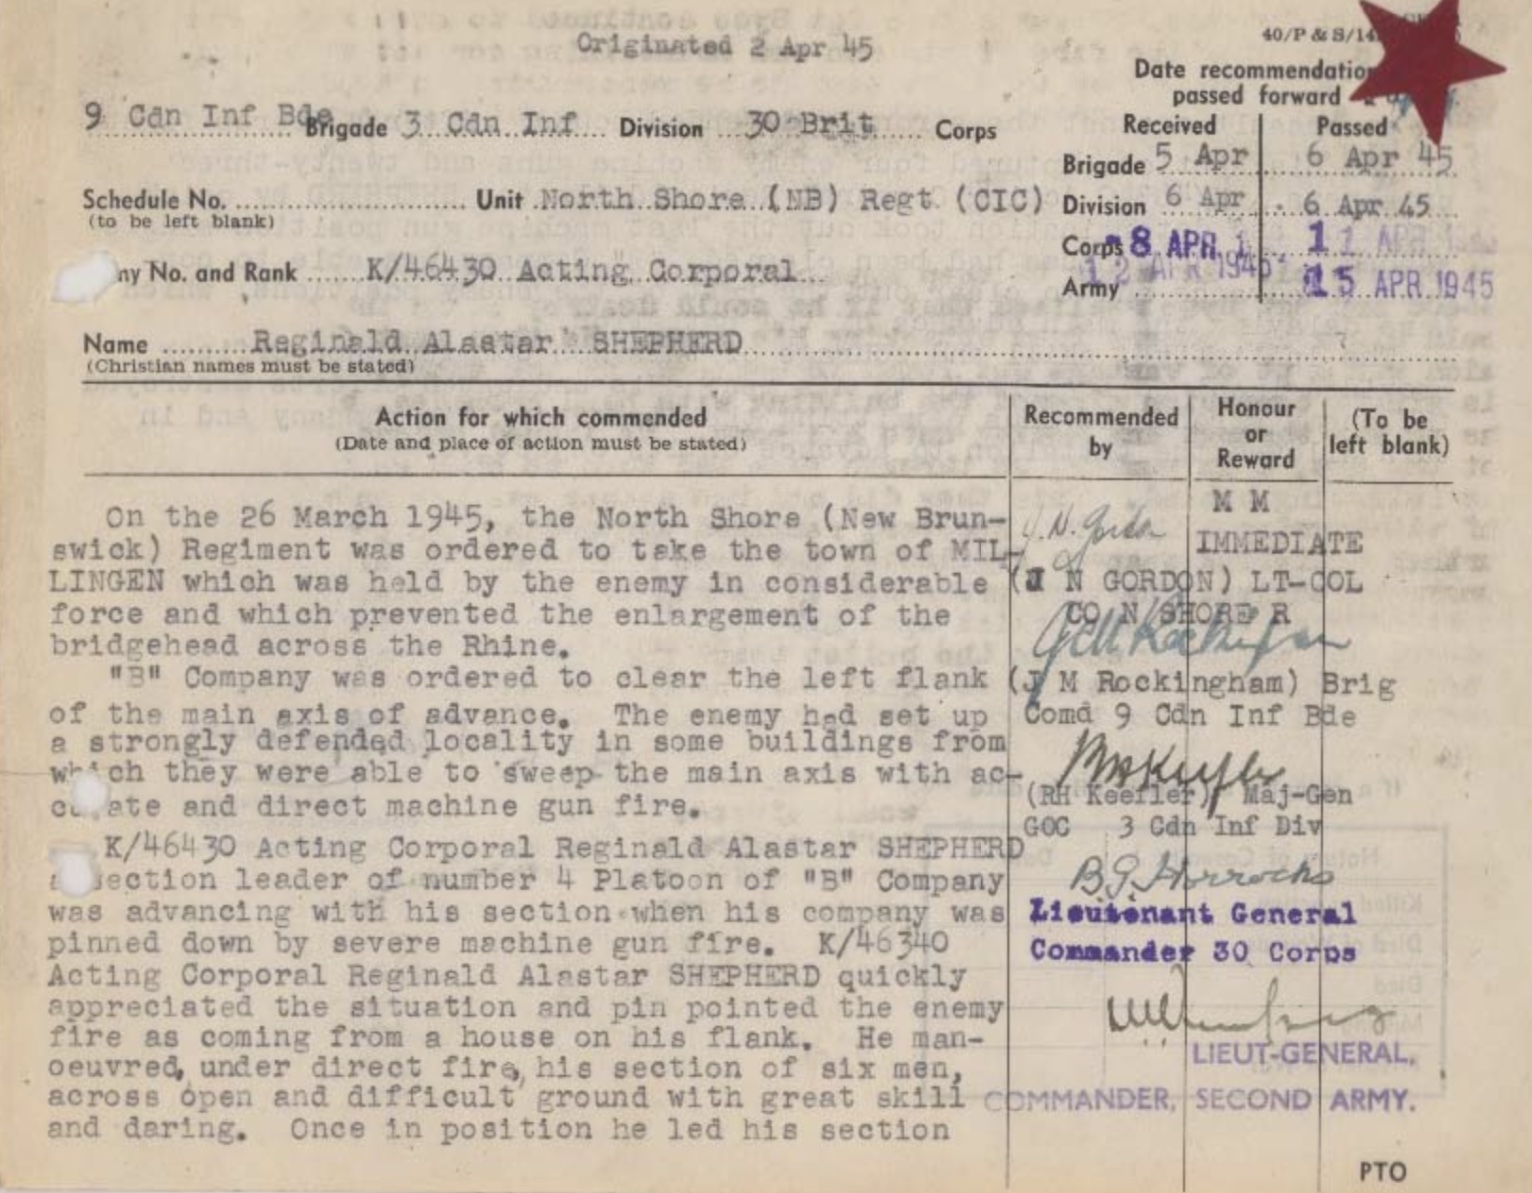 Originated 2 Apr 45
40/P & S/14
Date recommendation
passed forward
9 Cdn Inf Bde Brigade 3 Cdn Inf Division 30 Brit Corps
Received Passed
Brigade 5 Apr 6 Apr 45
Schedule No. Unit North Shore (NB) Regt (CIC)
(to be left blank)
Division 6 Apr 6 Apr 45
Corps 8 APR 11 APR
12 APR 1945
ny No. and Rank K/46430 Acting Corporal
Army 15 APR 1945
Name Reginald Alastar SHEPHERD
(Christian names must be stated)
Action for which commended
(Date and place of action must be stated)
Recommended
by
Honour
or
Reward
(To be
left blank)
On the 26 March 1945, the North Shore (New Brun-
swick) Regiment was ordered to take the town of MIL-
LINGEN which was held by the enemy in considerable
force and which prevented the enlargement of the
bridgehead across the Rhine.
"B" Company was ordered to clear the left flank
of the main axis of advance. The enemy had set up
a strongly defended locality in some buildings from
which they were able to sweep the main axis with ac-
cu ate and direct machine gun fire.
K/46430 Acting Corporal Reginald Alastar SHEPHERD
a section leader of number 4 Platoon of "B" Company
was advancing with his section when his company was
pinned down by severe machine gun fire. K/46340
Acting Corporal Reginald Alastar SHEPHERD quickly
appreciated the situation and pin pointed the enemy
fire as coming from a house on his flank. He man-
oeuvred, under direct fire, his section of six men,
across open and difficult ground with great skill
and daring. Once in position he led his section
M M
IMMEDIATE
J.N. Gordon
(J N GORDON) LT-COL
CO N SHORE R
JM Rockingham
(J M Rockingham) Brig
Comd 9 Cdn Inf Bde
RH Keefler
(RH Keefler) Maj-Gen
GOC 3 Cdn Inf Div
B.G. Horrocks
Lieutenant General
Commander 30 Corps
LIEUT-GENERAL,
COMMANDER, SECOND ARMY.
PTO